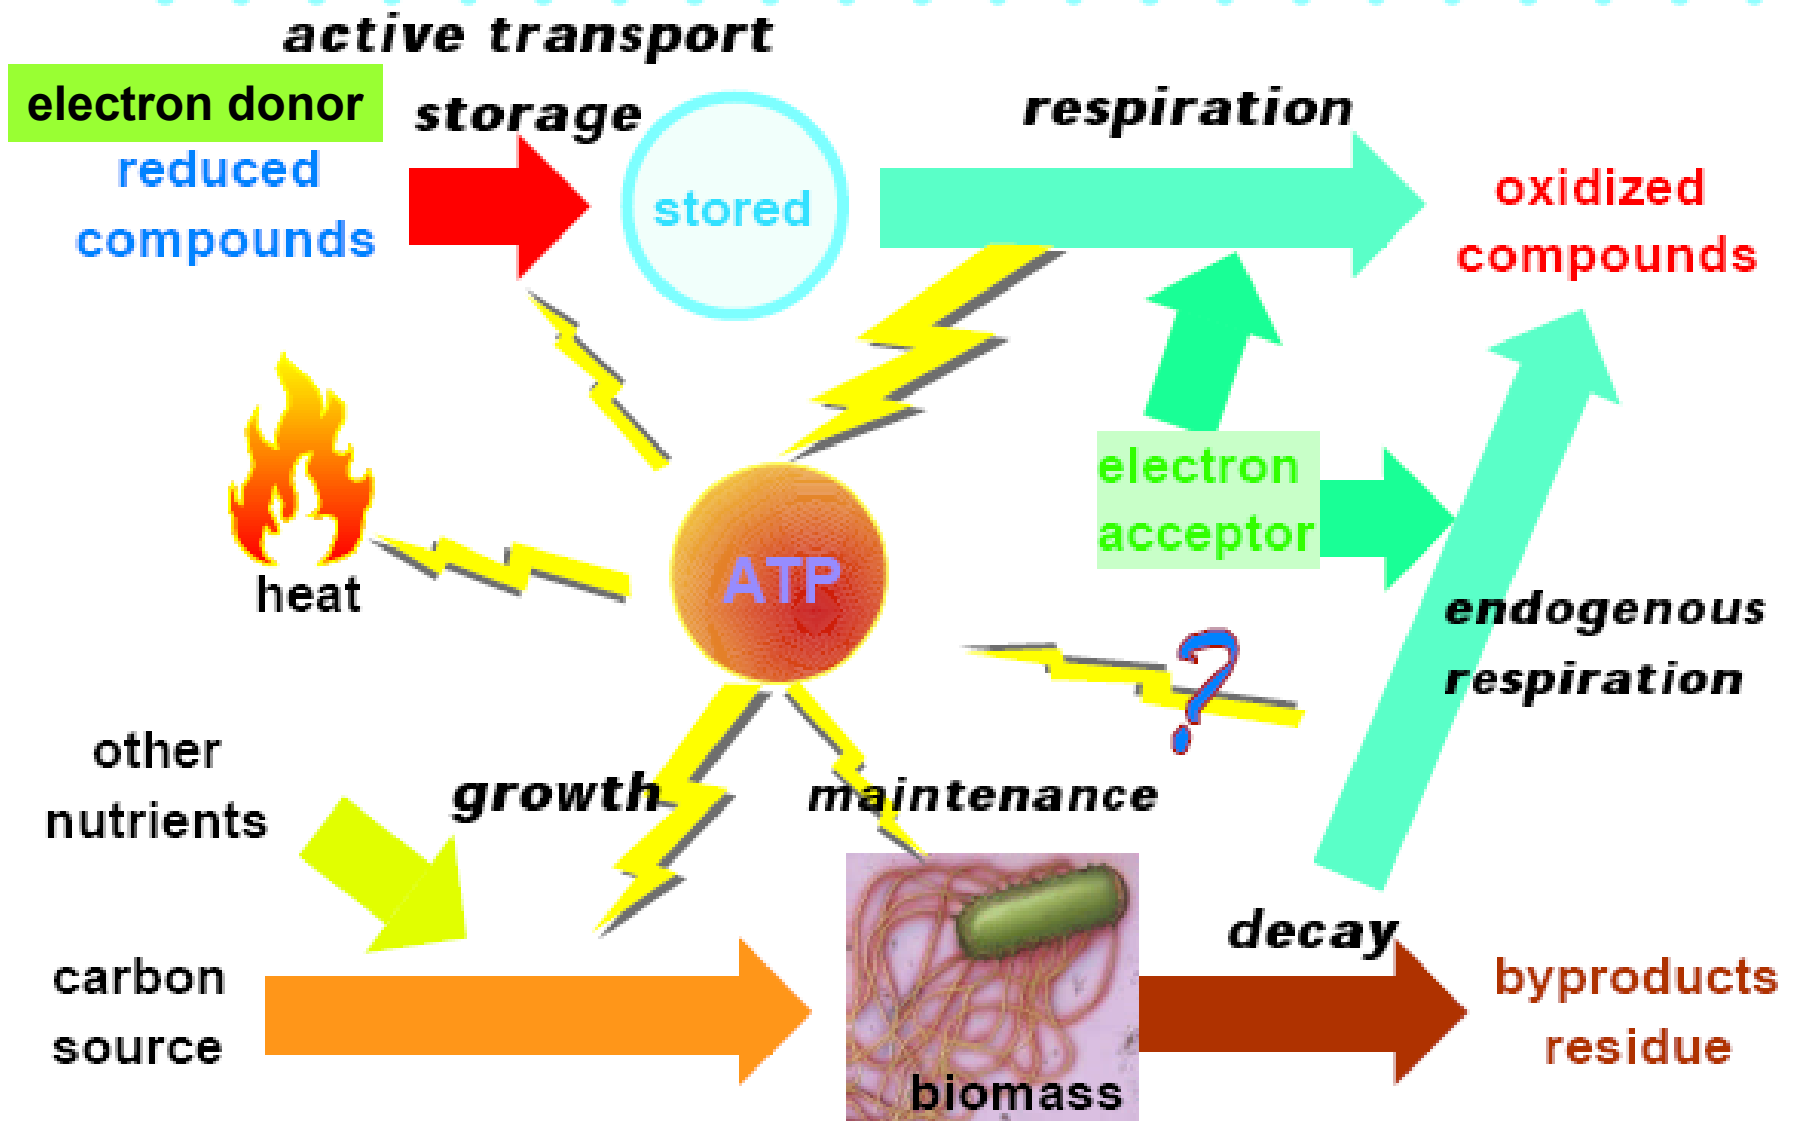 active transport
electron donor
storage
respiration
reduced
compounds
stored
oxidized
compounds
electron
acceptor
heat
ATP
?
endogenous
respiration
other
nutrients
growth
maintenance
decay
carbon
source
biomass
byproducts
residue